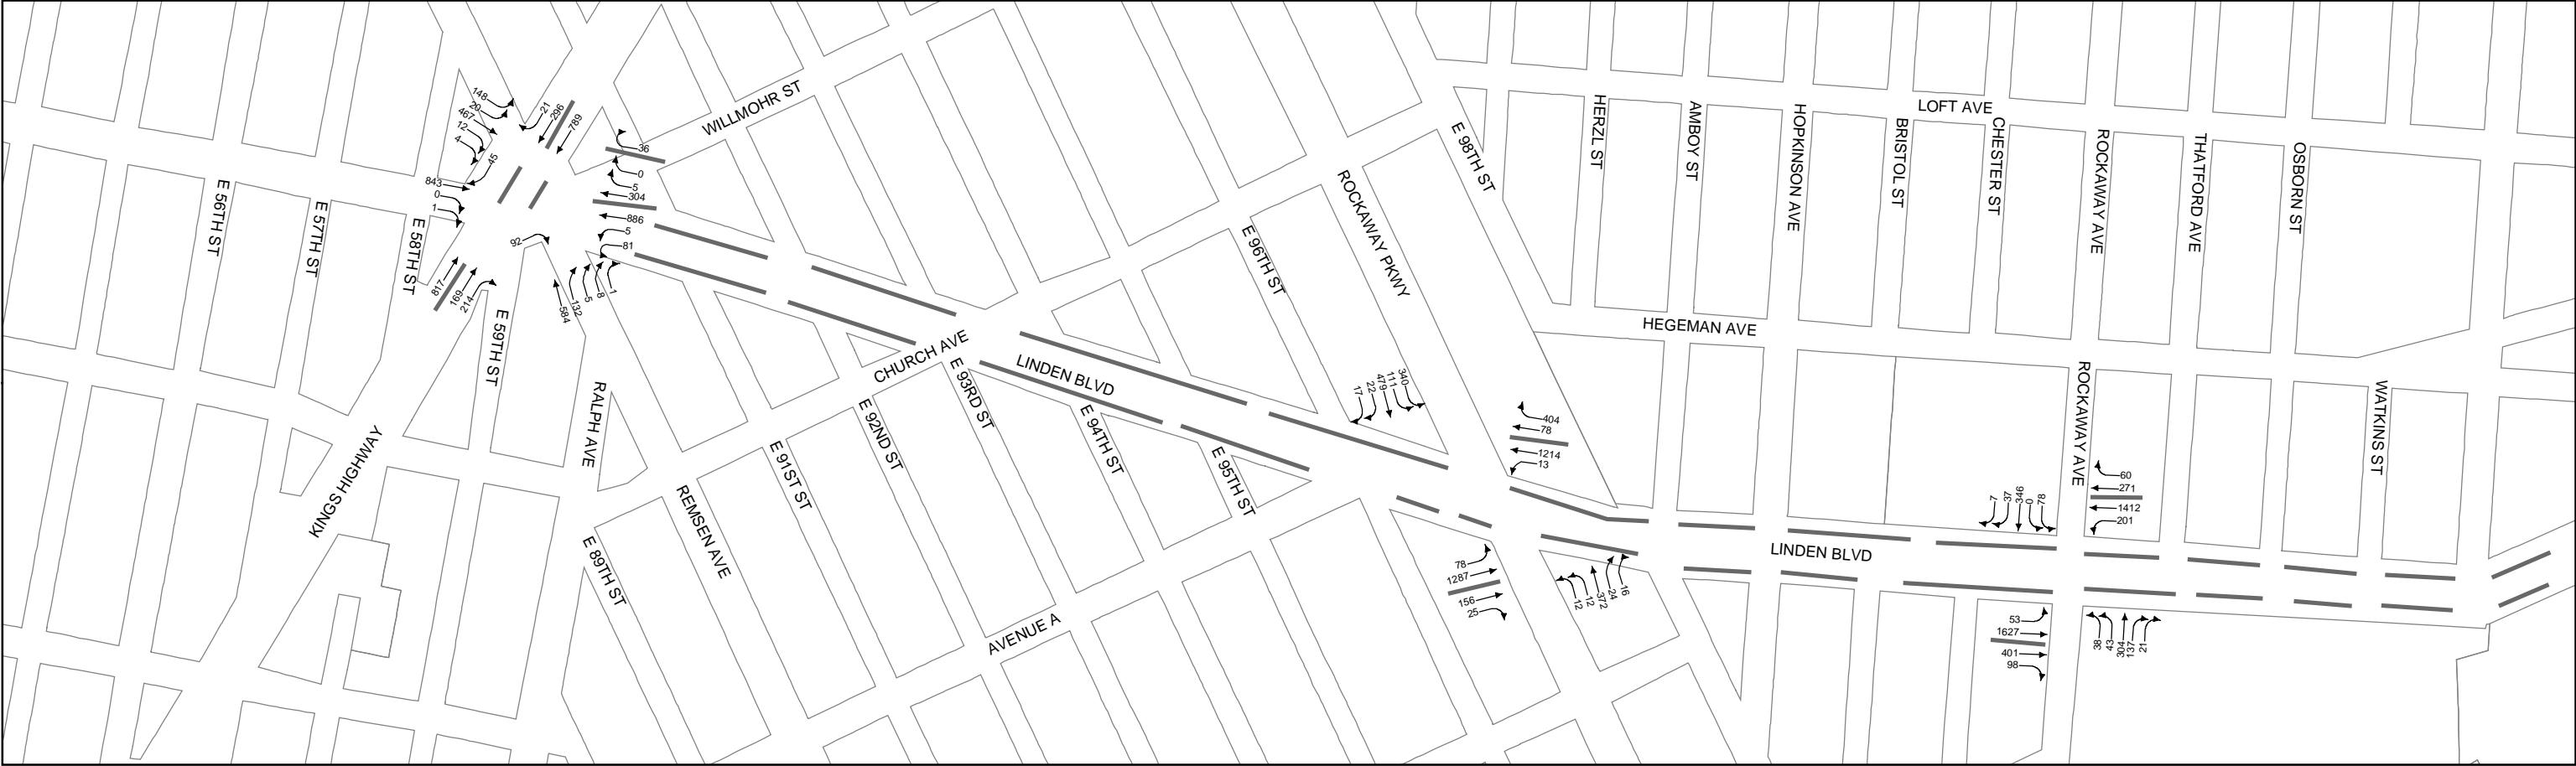 148
20
467
12
4
45
843
0
1
21
296
789
36
0
5
304
886
5
81
817
169
214
92
584
132
5
8
1
WILLMOHR ST
E 56TH ST
E 57TH ST
E 58TH ST
E 59TH ST
KINGS HIGHWAY
RALPH AVE
E 89TH ST
REMSEN AVE
E 91ST ST
E 92ND ST
CHURCH AVE
E 93RD ST
LINDEN BLVD
E 94TH ST
E 95TH ST
AVENUE A
E 96TH ST
ROCKAWAY PKWY
E 98TH ST
17
22
479
111
340
404
78
1214
13
78
1287
156
25
12
12
372
24
16
HERZL ST
AMBOY ST
HOPKINSON AVE
BRISTOL ST
LOFT AVE
CHESTER ST
ROCKAWAY AVE
THATFORD AVE
OSBORN ST
HEGEMAN AVE
ROCKAWAY AVE
WATKINS ST
LINDEN BLVD
7
37
346
0
78
60
271
1412
201
53
1627
401
98
38
43
304
137
21